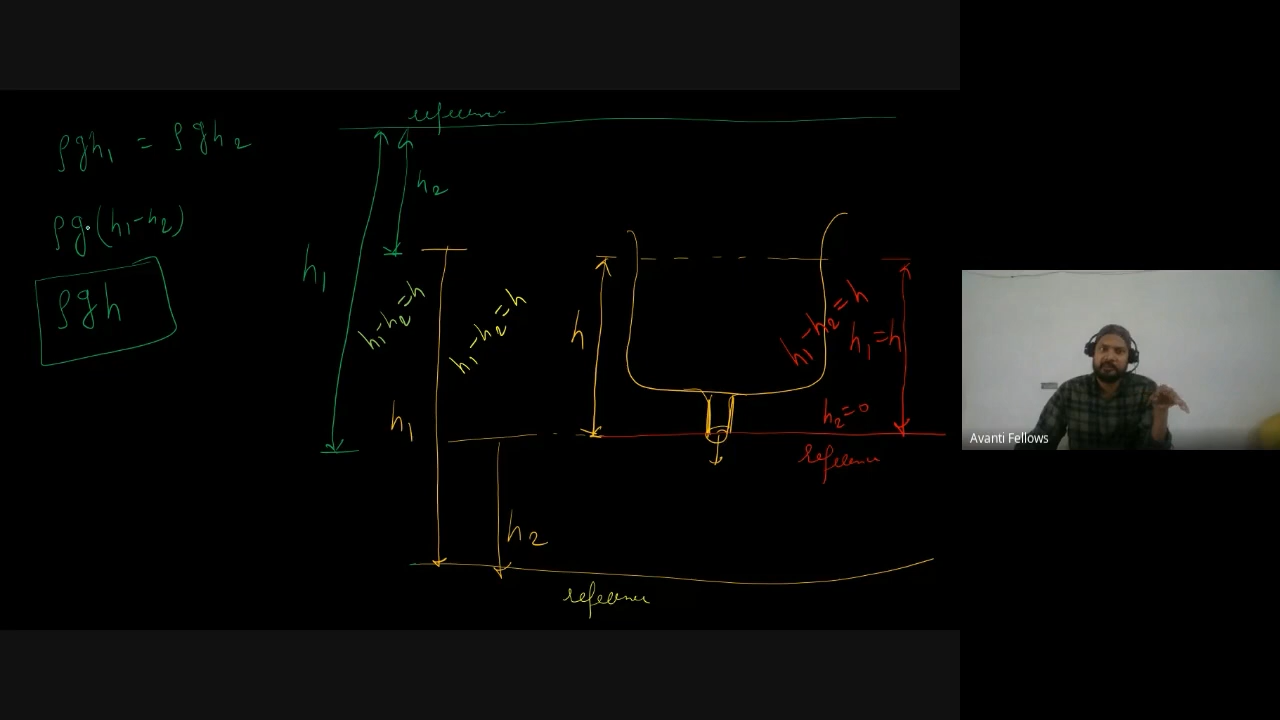 reference
ρgh₁ = ρgh₂
h₂
ρg(h₁-h₂)
h₁
ρgh
h₁-h₂=h
h₁-h₂=h
h
h₁-h₂=h
h₁=h
h₁
h₂=0
reference
h₂
reference
Avanti Fellows